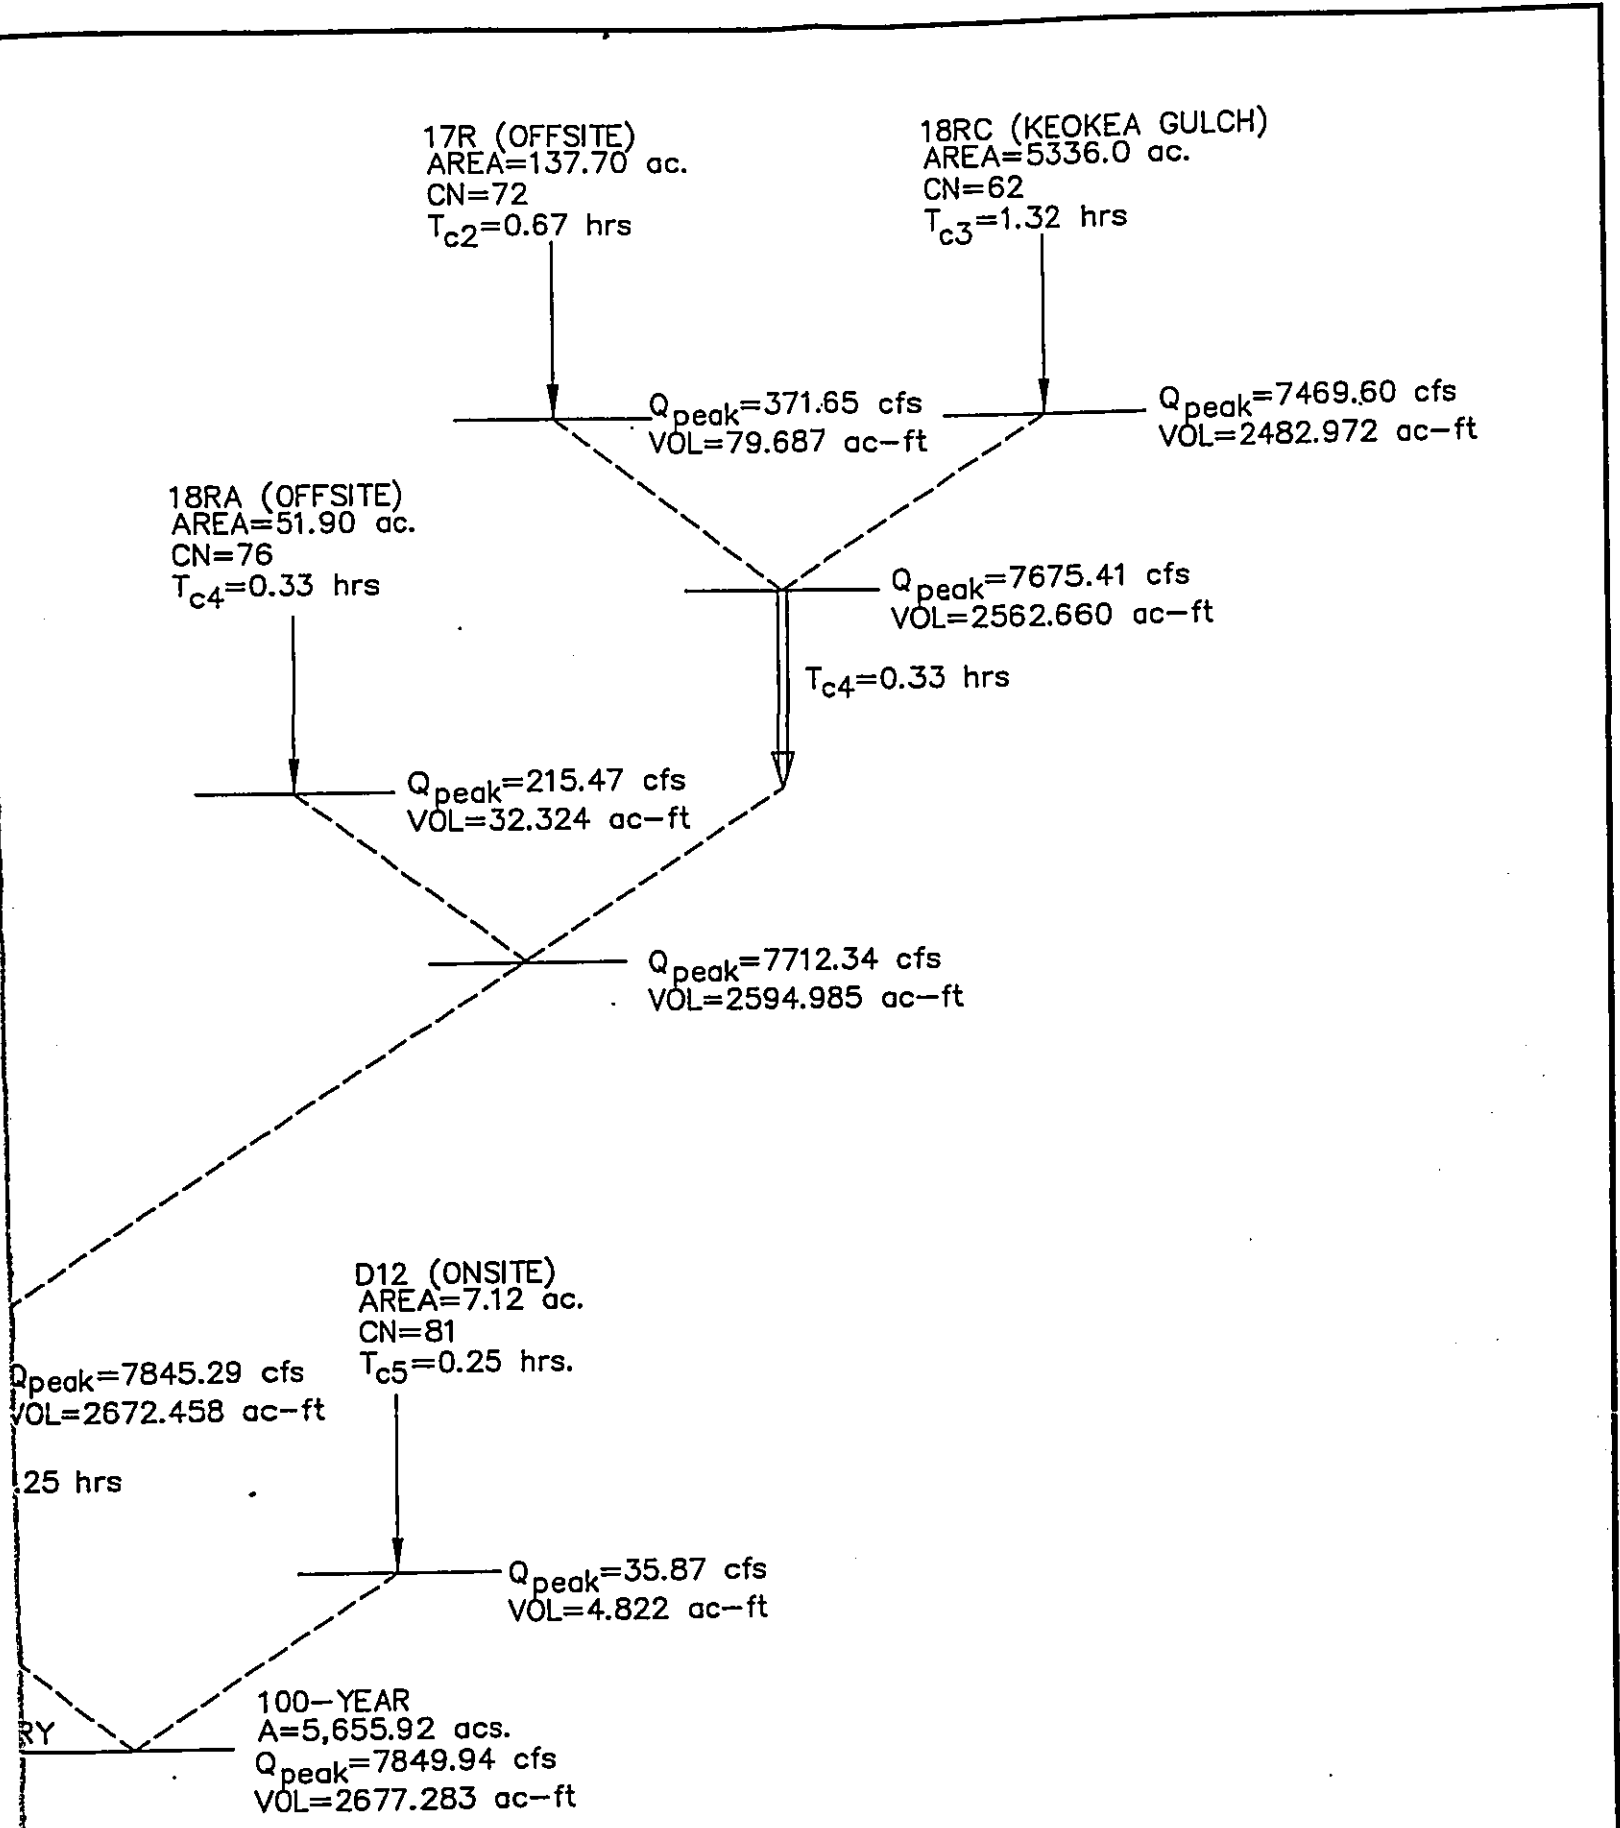 17R (OFFSITE)
AREA=137.70 ac.
CN=72
Tc2=0.67 hrs
18RC (KEOKEA GULCH)
AREA=5336.0 ac.
CN=62
Tc3=1.32 hrs
Qpeak=371.65 cfs
VOL=79.687 ac-ft
Qpeak=7469.60 cfs
VOL=2482.972 ac-ft
18RA (OFFSITE)
AREA=51.90 ac.
CN=76
Tc4=0.33 hrs
Qpeak=7675.41 cfs
VOL=2562.660 ac-ft
Tc4=0.33 hrs
Qpeak=215.47 cfs
VOL=32.324 ac-ft
Qpeak=7712.34 cfs
VOL=2594.985 ac-ft
D12 (ONSITE)
AREA=7.12 ac.
CN=81
Tc5=0.25 hrs.
Qpeak=7845.29 cfs
VOL=2672.458 ac-ft
.25 hrs
Qpeak=35.87 cfs
VOL=4.822 ac-ft
RY
100-YEAR
A=5,655.92 acs.
Qpeak=7849.94 cfs
VOL=2677.283 ac-ft